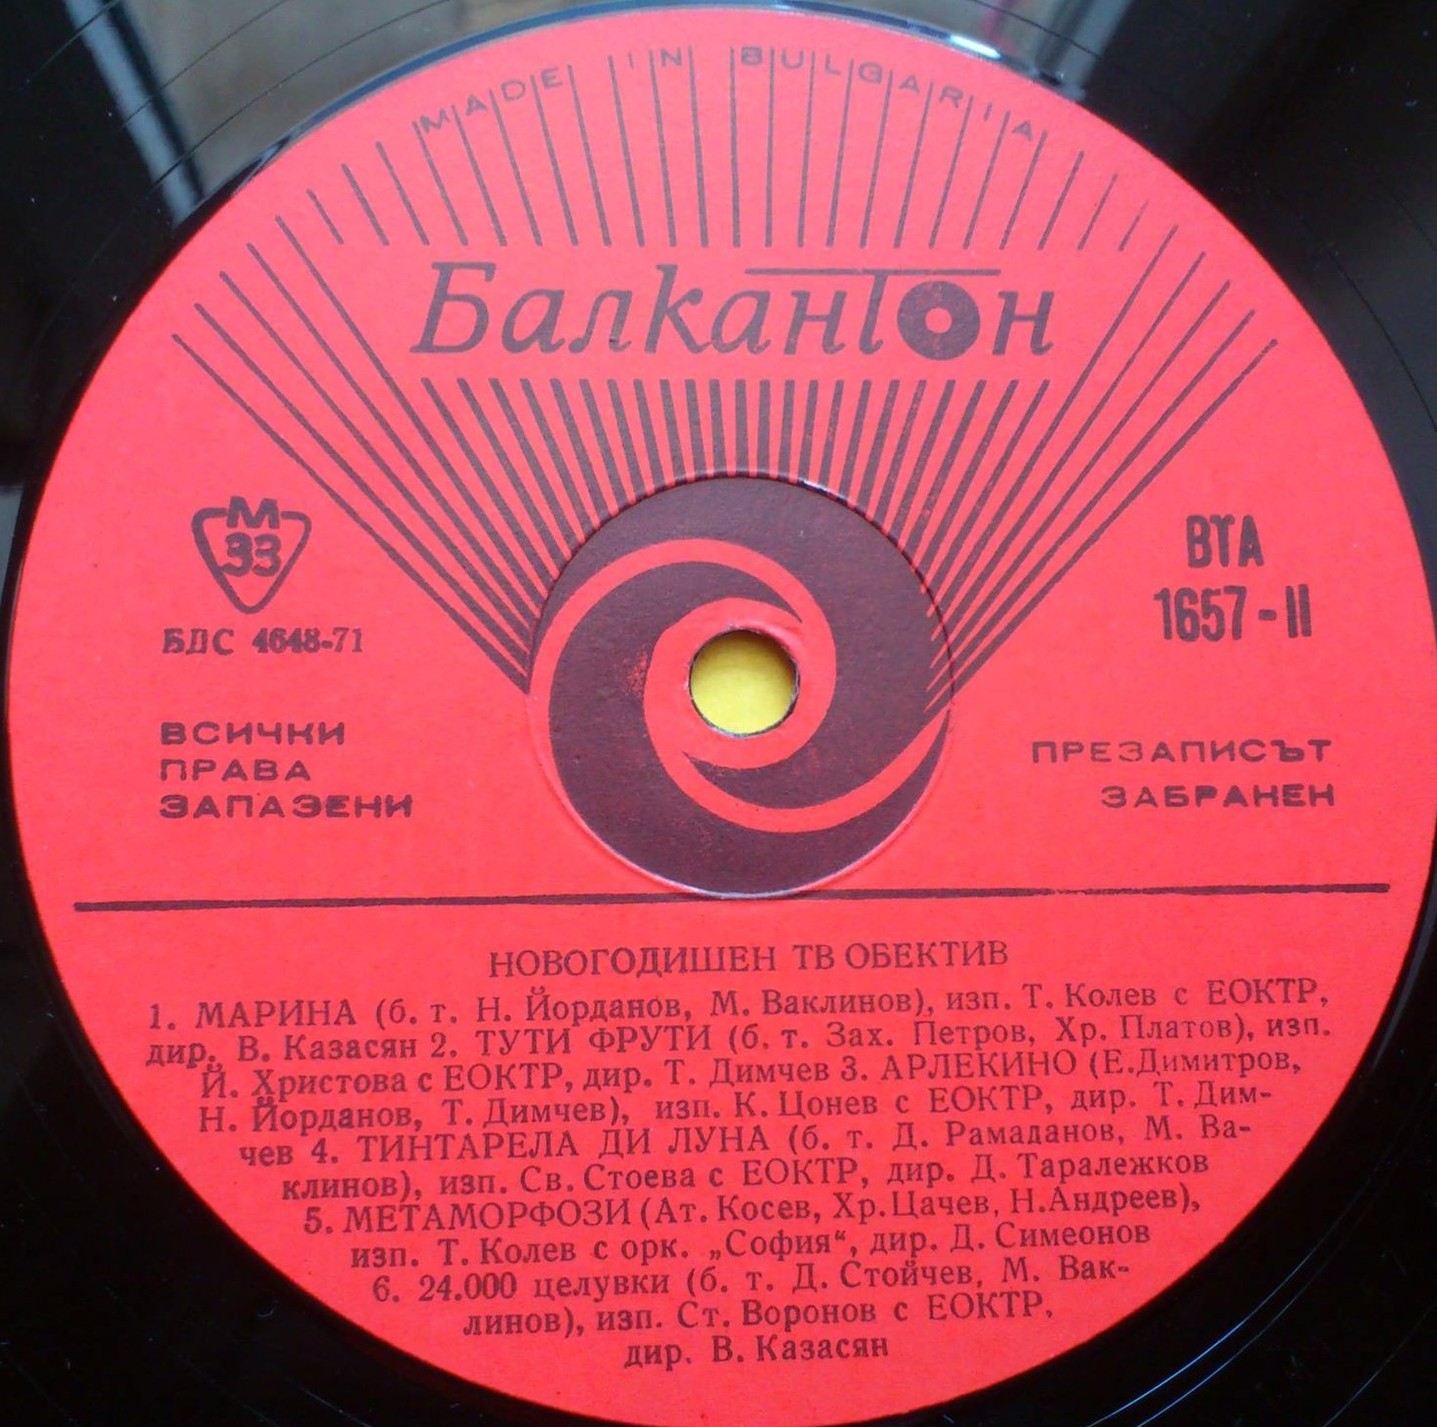 MADE IN BULGARIA
Балкантон
М
33
БДС 4648-71
ВТА
1657-II
ВСИЧКИ
ПРАВА
ЗАПАЗЕНИ
ПРЕЗАПИСЪТ
ЗАБРАНЕН
НОВОГОДИШЕН ТВ ОБЕКТИВ
1. МАРИНА (б. т. Н. Йорданов, М. Ваклинов), изп. Т. Колев с ЕОКТР,
дир. В. Казасян 2. ТУТИ ФРУТИ (б. т. Зах. Петров, Хр. Платов), изп.
Й. Христова с ЕОКТР, дир. Т. Димчев 3. АРЛЕКИНО (Е.Димитров,
Н. Йорданов, Т. Димчев), изп. К. Цонев с ЕОКТР, дир. Т. Дим-
чев 4. ТИНТАРЕЛА ДИ ЛУНА (б. т. Д. Рамаданов, М. Ва-
клинов), изп. Св. Стоева с ЕОКТР, дир. Д. Таралежков
5. МЕТАМОРФОЗИ (Ат. Косев, Хр.Цачев, Н.Андреев),
изп. Т. Колев с орк. „София“, дир. Д. Симеонов
6. 24.000 целувки (б. т. Д. Стойчев, М. Вак-
линов), изп. Ст. Воронов с ЕОКТР,
дир. В. Казасян